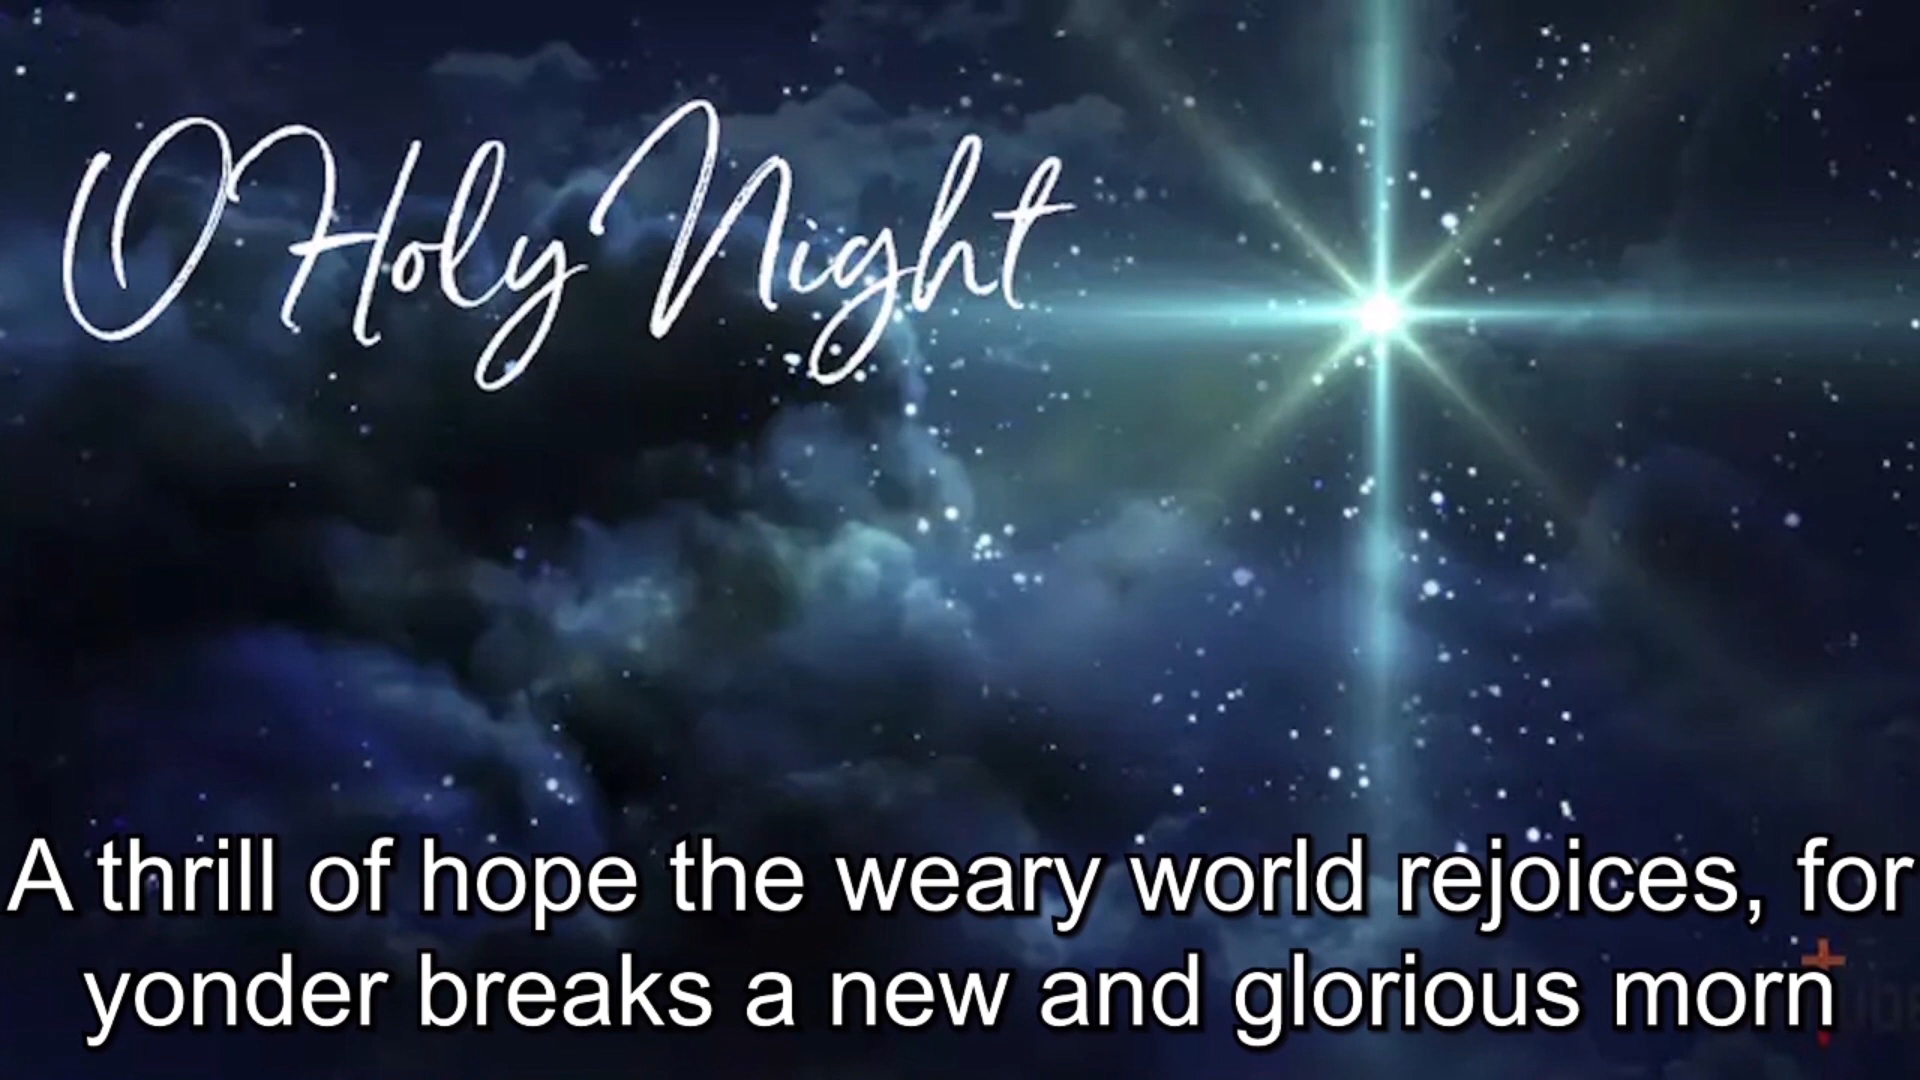 O Holy Night
A thrill of hope the weary world rejoices, for
yonder breaks a new and glorious morn